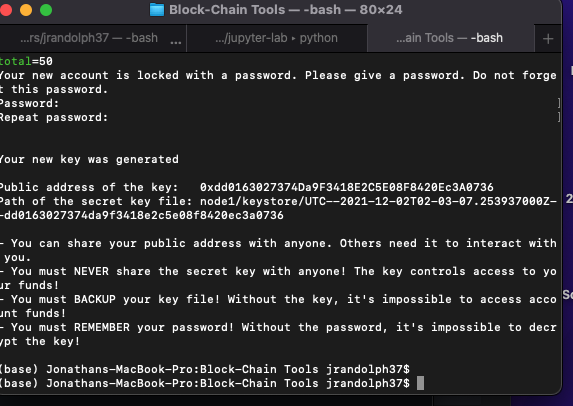 Block-Chain Tools — -bash — 80×24
...rs/jrandolph37 — -bash ... .../jupyter-lab • python ...ain Tools — -bash +
total=50
Your new account is locked with a password. Please give a password. Do not forge
t this password.
Password: ]
Repeat password: ]
Your new key was generated
Public address of the key: 0xdd0163027374Da9F3418E2C5E08F8420Ec3A0736
Path of the secret key file: node1/keystore/UTC--2021-12-02T02-03-07.253937000Z-
-dd0163027374da9f3418e2c5e08f8420ec3a0736
- You can share your public address with anyone. Others need it to interact with
you.
- You must NEVER share the secret key with anyone! The key controls access to yo
ur funds!
- You must BACKUP your key file! Without the key, it's impossible to access acco
unt funds!
- You must REMEMBER your password! Without the password, it's impossible to decr
ypt the key!
(base) Jonathans-MacBook-Pro:Block-Chain Tools jrandolph37$
(base) Jonathans-MacBook-Pro:Block-Chain Tools jrandolph37$